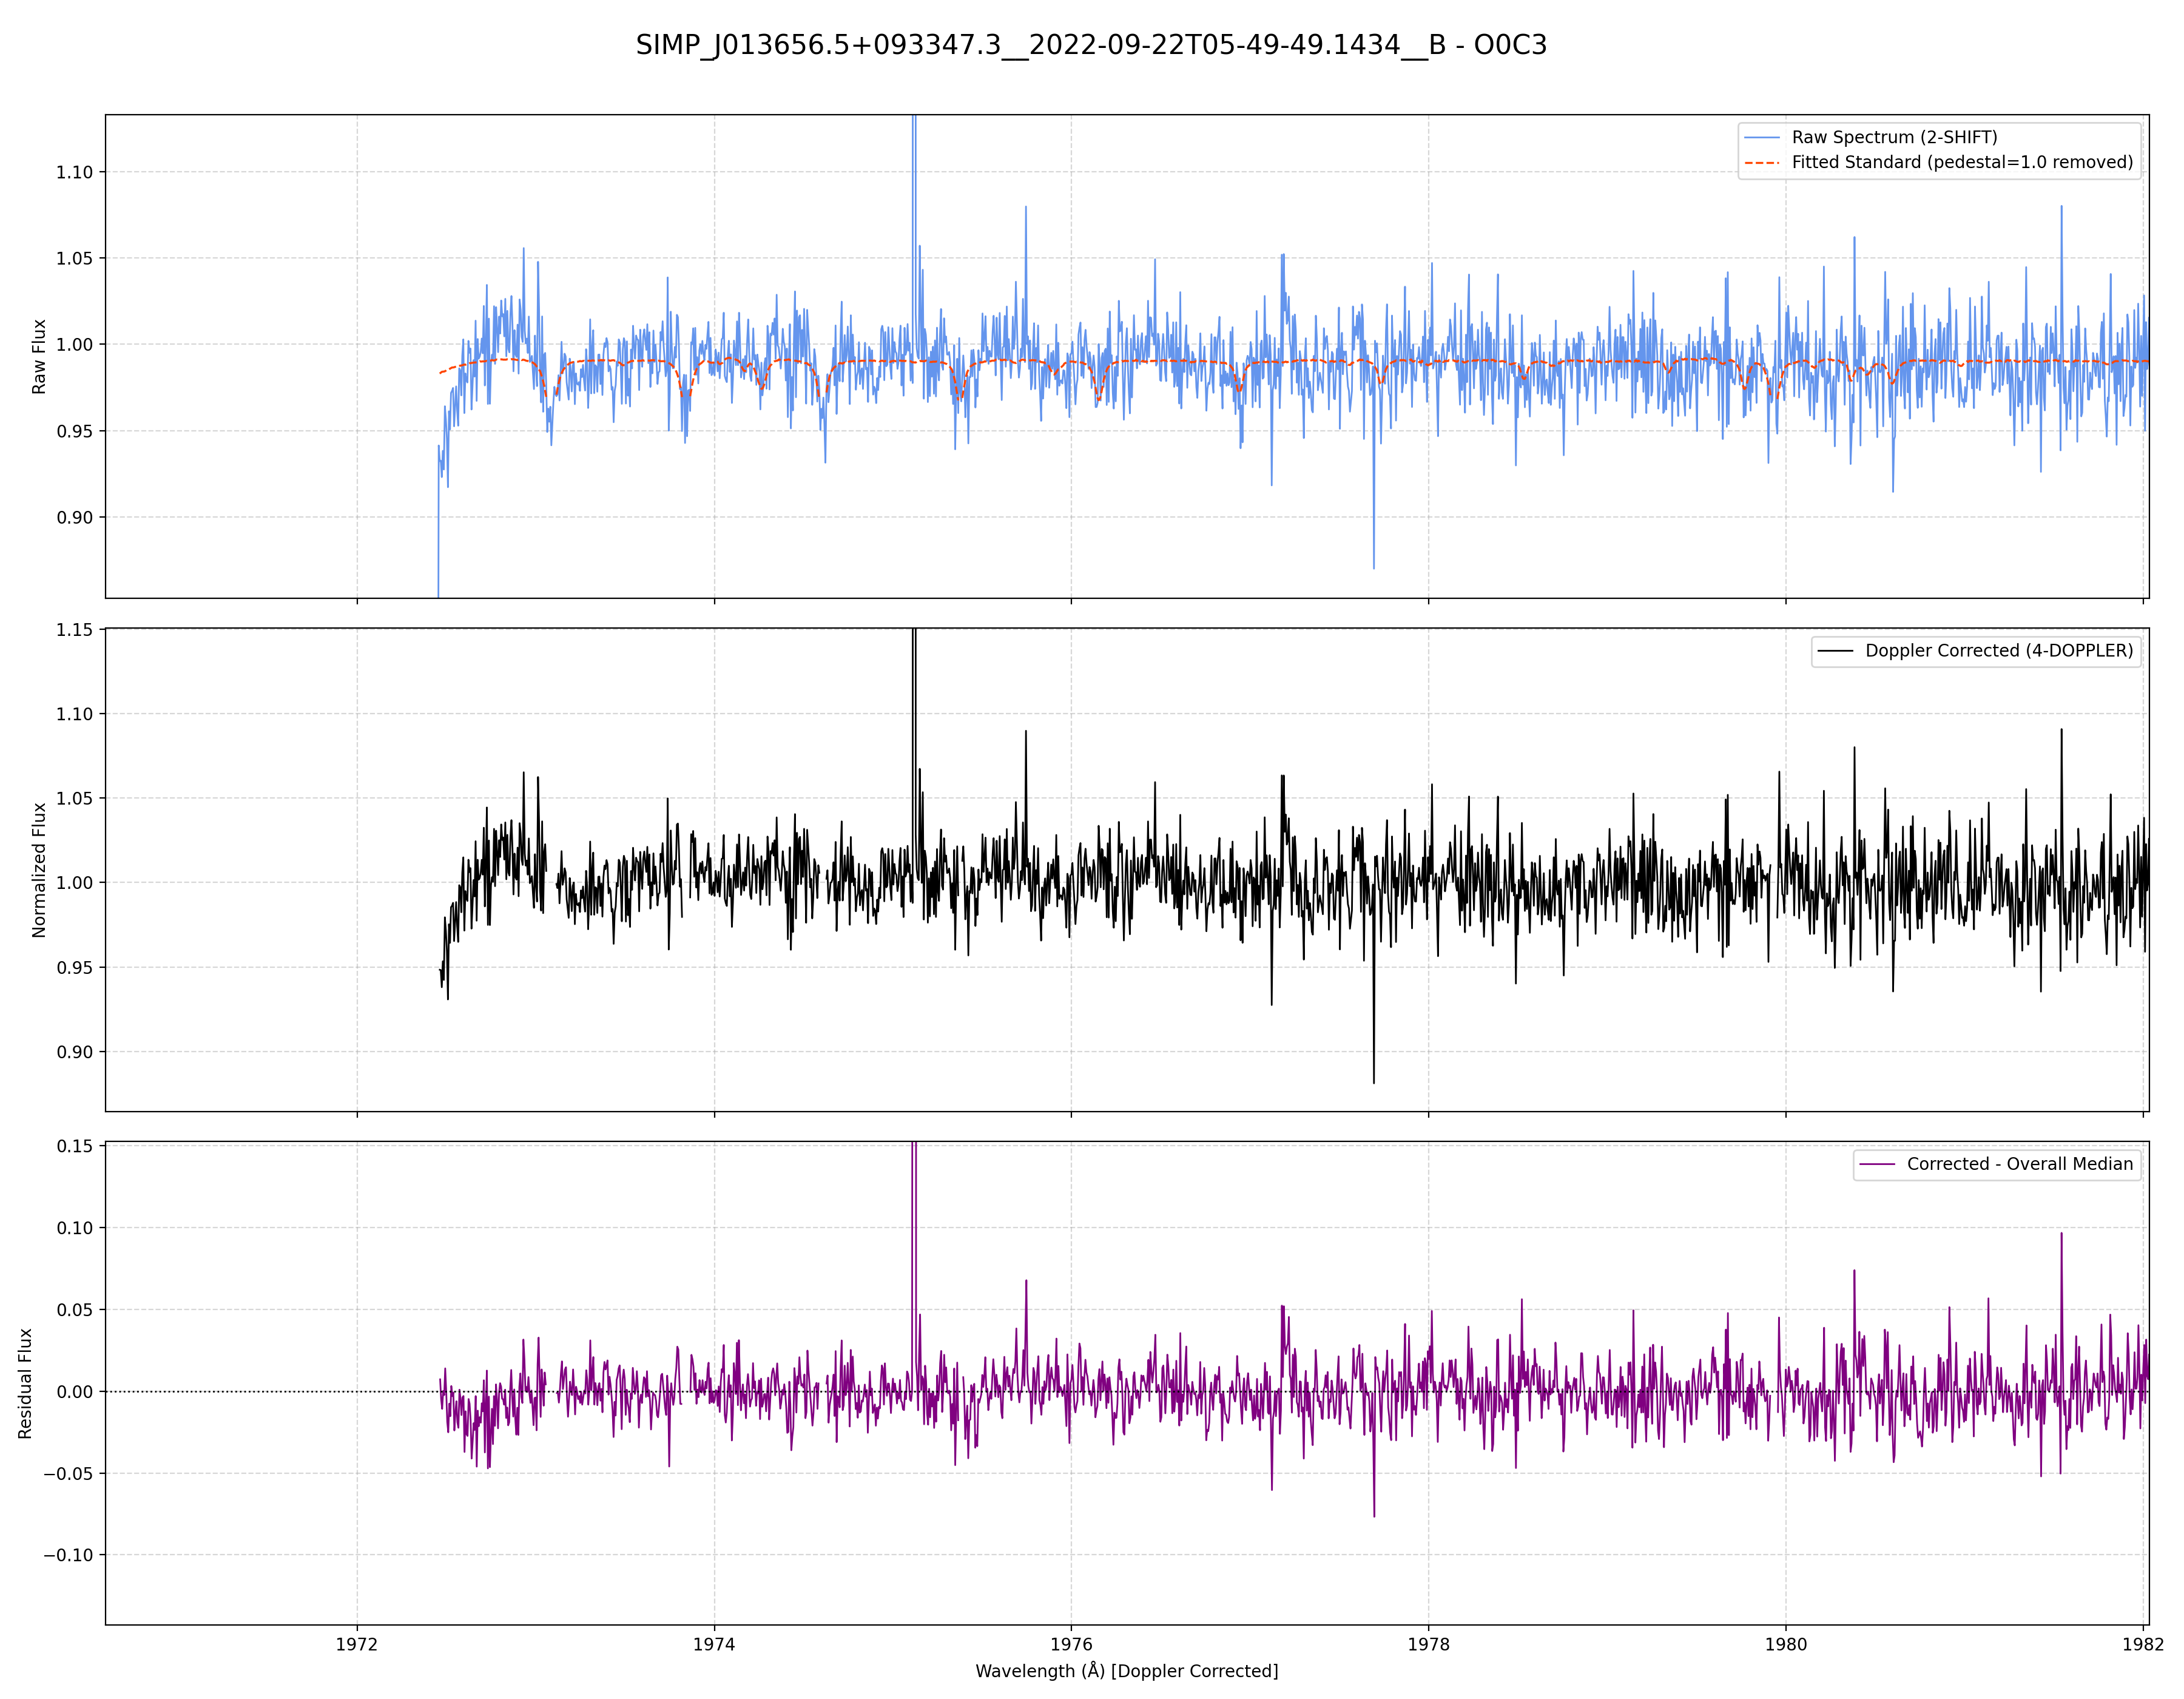 SIMP_J013656.5+093347.3__2022-09-22T05-49-49.1434__B - O0C3
Raw Flux
1.10
1.05
1.00
0.95
0.90
Raw Spectrum (2-SHIFT)
Fitted Standard (pedestal=1.0 removed)
Normalized Flux
1.15
1.10
1.05
1.00
0.95
0.90
Doppler Corrected (4-DOPPLER)
Residual Flux
0.15
0.10
0.05
0.00
−0.05
−0.10
Corrected - Overall Median
1972
1974
1976
1978
1980
1982
Wavelength (Å) [Doppler Corrected]